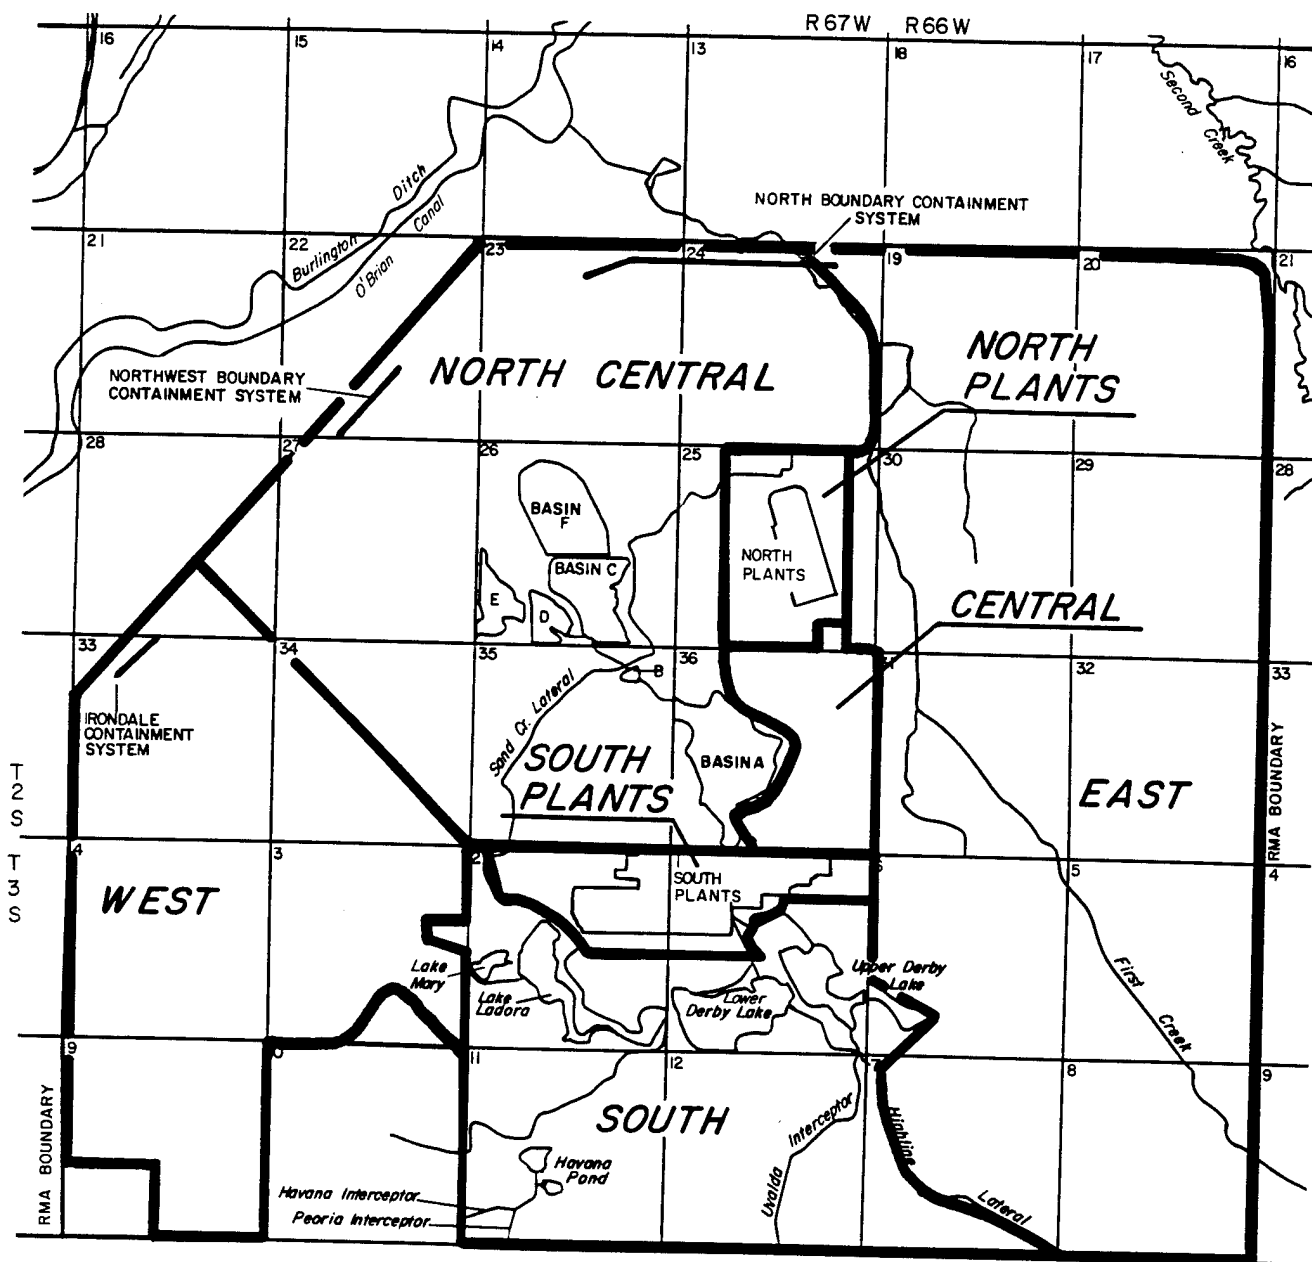 R67W R66W
16
15
14
13
18
17
16
Second Creek
Burlington Ditch
O'Brian Canal
NORTH BOUNDARY CONTAINMENT
SYSTEM
21
22
23
24
19
20
21
NORTHWEST BOUNDARY
CONTAINMENT SYSTEM
NORTH CENTRAL
NORTH
PLANTS
28
27
26
25
30
29
28
BASIN
F
BASIN C
E
D
NORTH
PLANTS
CENTRAL
33
34
35
36
32
33
B
Sand Cr. Lateral
IRONDALE
CONTAINMENT
SYSTEM
SOUTH
PLANTS
BASIN A
EAST
RMA BOUNDARY
T
2
S
T
3
S
4
3
2
5
4
WEST
SOUTH
PLANTS
Lake
Mary
Lake
Ladora
Lower
Derby Lake
Upper Derby
Lake
First Creek
9
11
12
7
8
9
SOUTH
RMA BOUNDARY
Uvalda Interceptor
Highline Lateral
Havana
Pond
Havana Interceptor
Peoria Interceptor